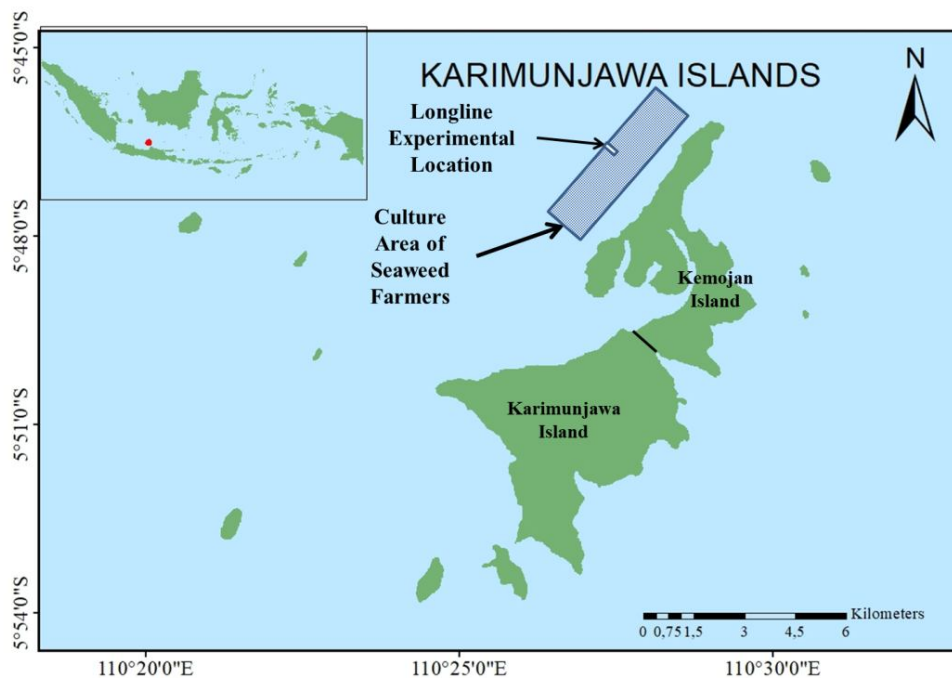 5°45'0"S
KARIMUNJAWA ISLANDS
N
Longline
Experimental
Location
Culture
Area of
Seaweed
Farmers
5°48'0"S
Kemojan
Island
Karimunjawa
Island
5°51'0"S
5°54'0"S
Kilometers
0 0,75 1,5 3 4,5 6
110°20'0"E 110°25'0"E 110°30'0"E